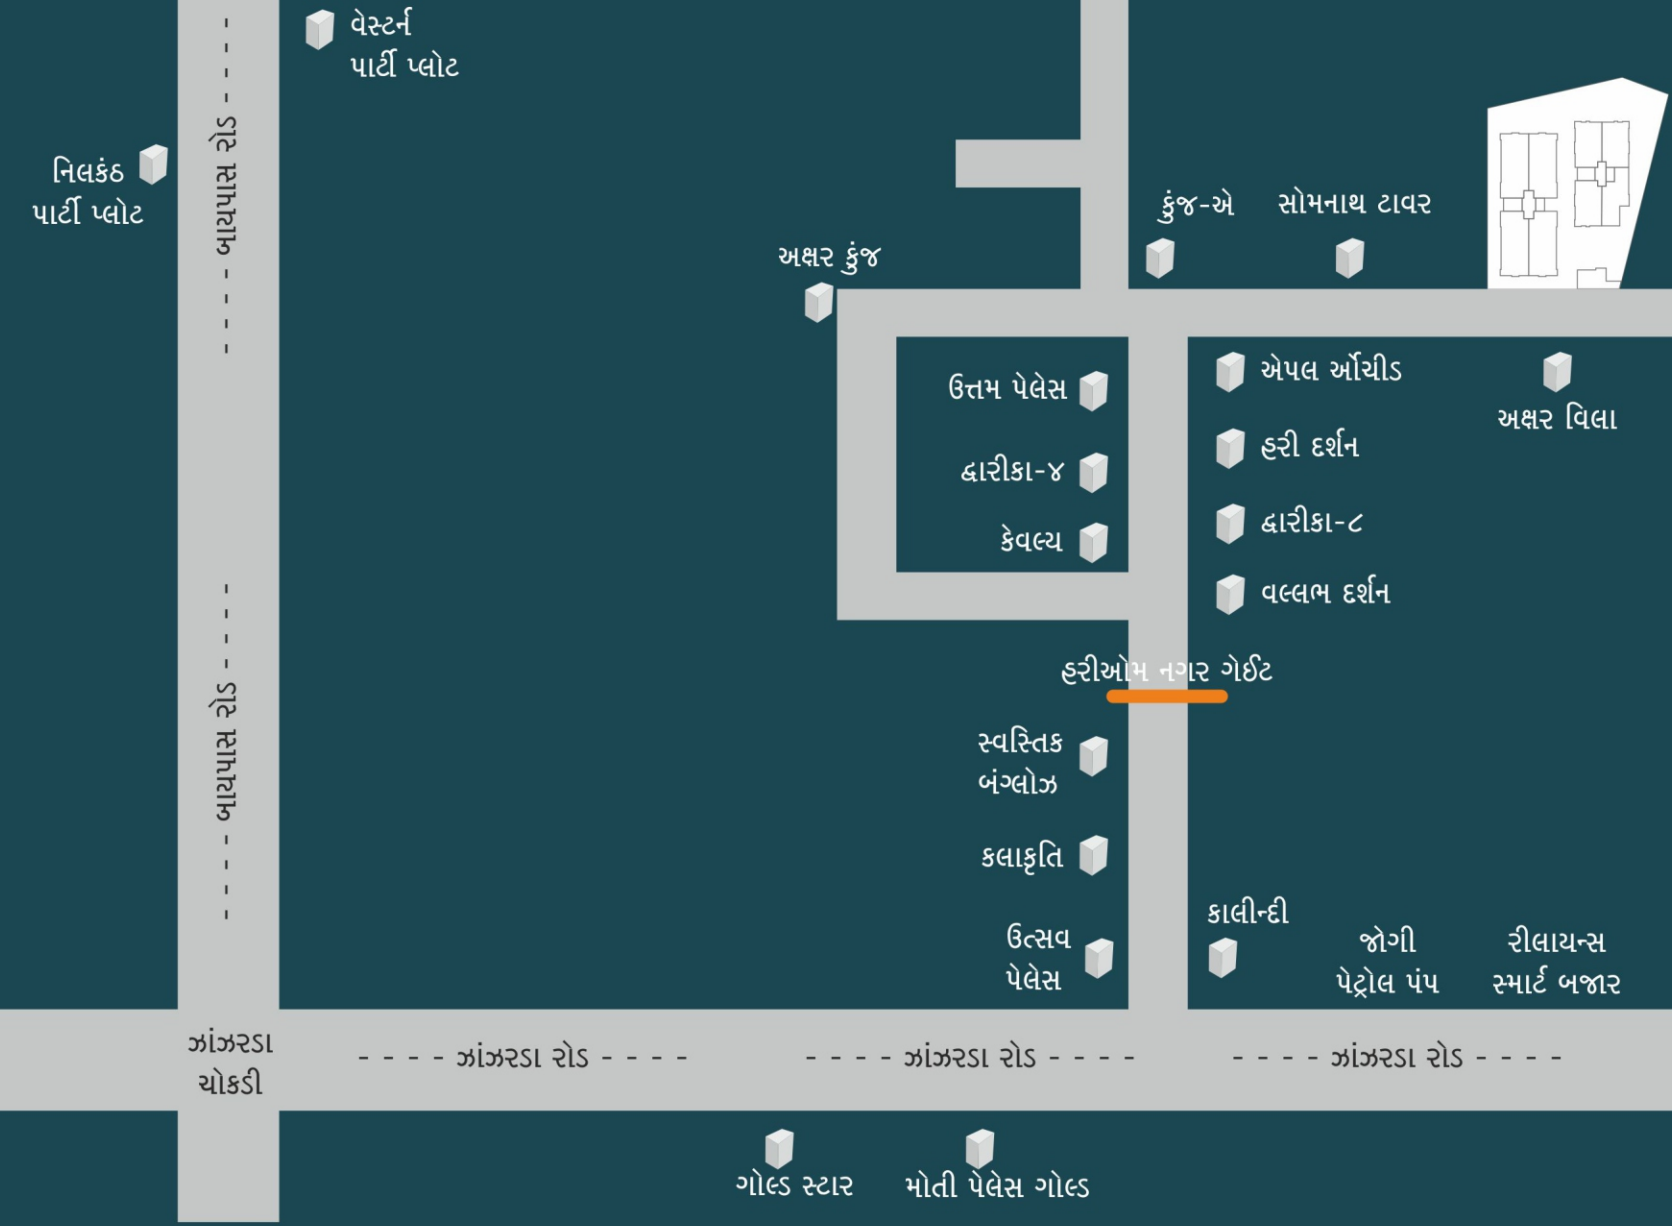 વેસ્ટર્ન
પાર્ટી પ્લોટ
બાયપાસ રોડ
નિલકંઠ
પાર્ટી પ્લોટ
કુંજ-એ
સોમનાથ ટાવર
અક્ષર કુંજ
ઉત્તમ પેલેસ
એપલ ઓર્ચીડ
અક્ષર વિલા
હરી દર્શન
દ્વારીકા-૪
દ્વારીકા-૮
કેવલ્ય
વલ્લભ દર્શન
હરીઓમ નગર ગેઈટ
બાયપાસ રોડ
સ્વસ્તિક
બંગ્લોઝ
કલાકૃતિ
ઉત્સવ
પેલેસ
કાલીન્દી
જોગી
પેટ્રોલ પંપ
રીલાયન્સ
સ્માર્ટ બજાર
ઝાંઝરડા
ચોકડી
ઝાંઝરડા રોડ
ઝાંઝરડા રોડ
ઝાંઝરડા રોડ
ગોલ્ડ સ્ટાર
મોતી પેલેસ ગોલ્ડ